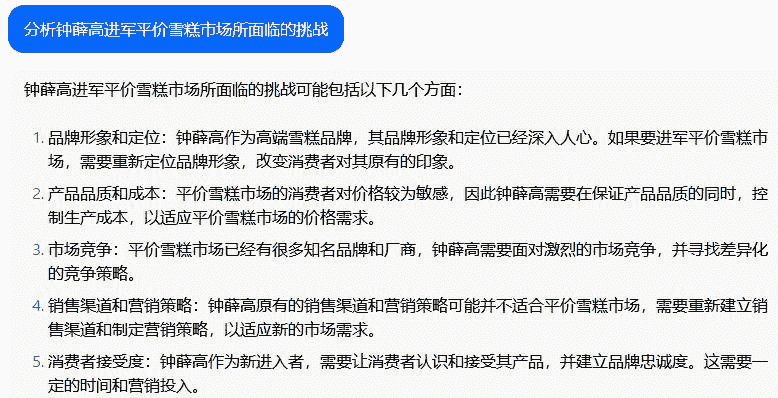 分析钟薛高进军平价雪糕市场所面临的挑战
钟薛高进军平价雪糕市场所面临的挑战可能包括以下几个方面：
1. 品牌形象和定位：钟薛高作为高端雪糕品牌，其品牌形象和定位已经深入人心。如果要进军平价雪糕市
场，需要重新定位品牌形象，改变消费者对其原有的印象。
2. 产品品质和成本：平价雪糕市场的消费者对价格较为敏感，因此钟薛高需要在保证产品品质的同时，控
制生产成本，以适应平价雪糕市场的价格需求。
3. 市场竞争：平价雪糕市场已经有很多知名品牌和厂商，钟薛高需要面对激烈的市场竞争，并寻找差异化
的竞争策略。
4. 销售渠道和营销策略：钟薛高原有的销售渠道和营销策略可能并不适合平价雪糕市场，需要重新建立销
售渠道和制定营销策略，以适应新的市场需求。
5. 消费者接受度：钟薛高作为新进入者，需要让消费者认识和接受其产品，并建立品牌忠诚度。这需要一
定的时间和营销投入。